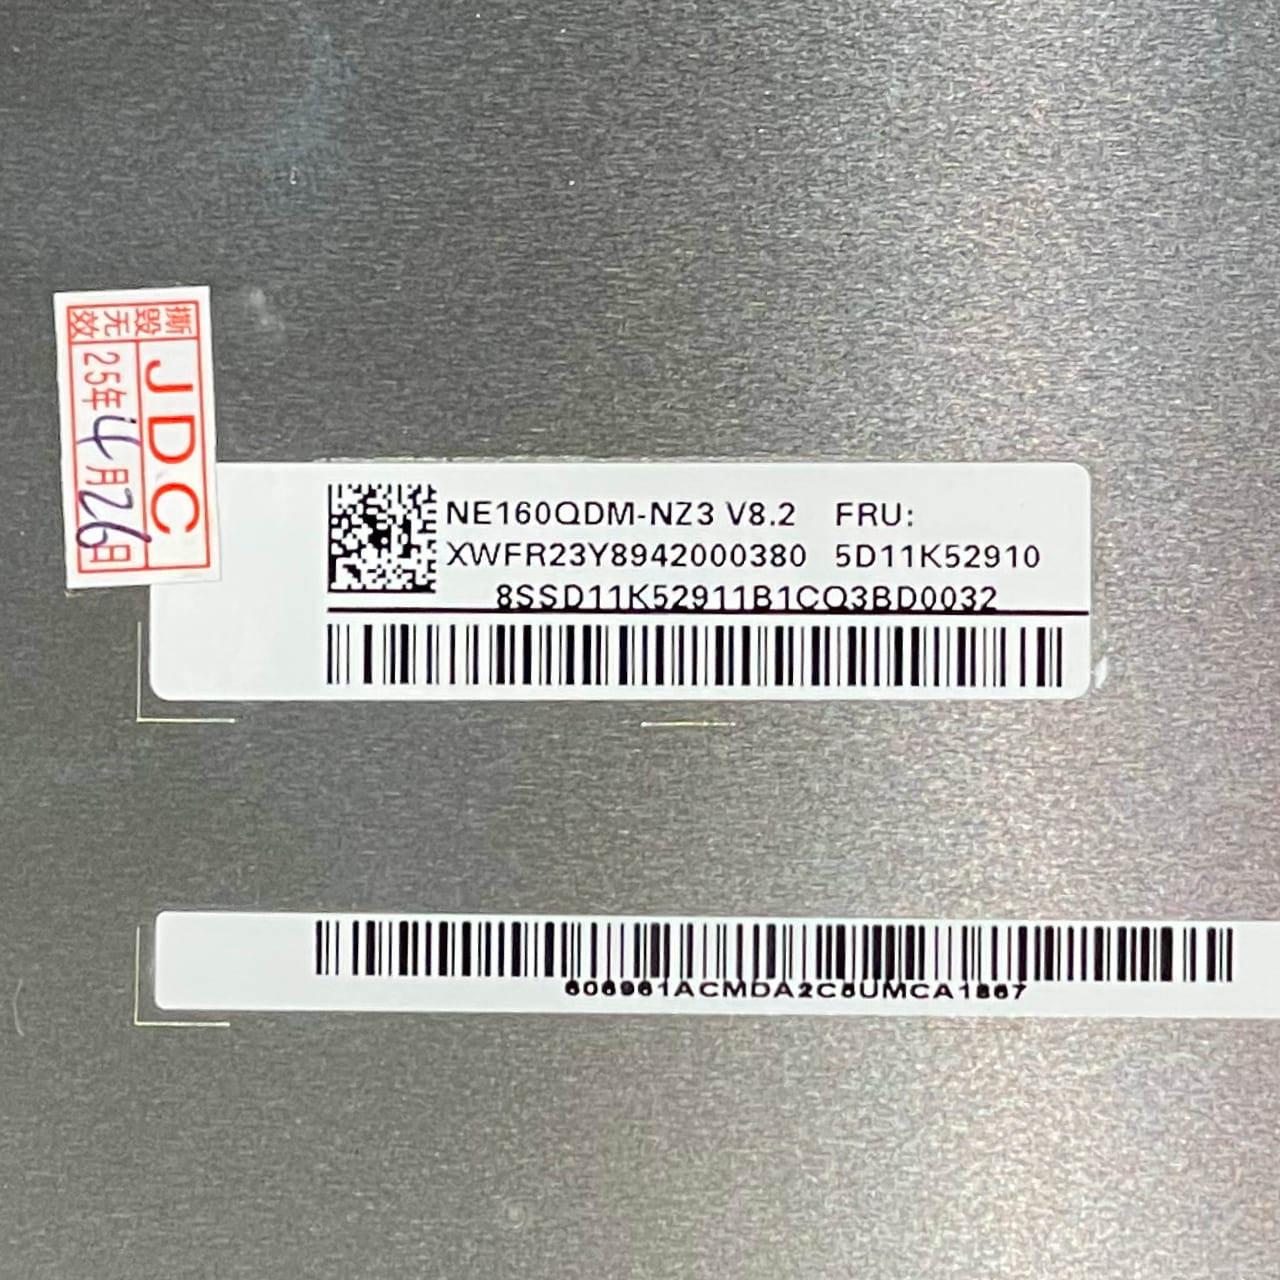 撕毁无效
JDC
25年4月26日
NE160QDM-NZ3 V8.2 FRU:
XWFR23Y8942000380 5D11K52910
8SSD11K52911B1CQ3BD0032